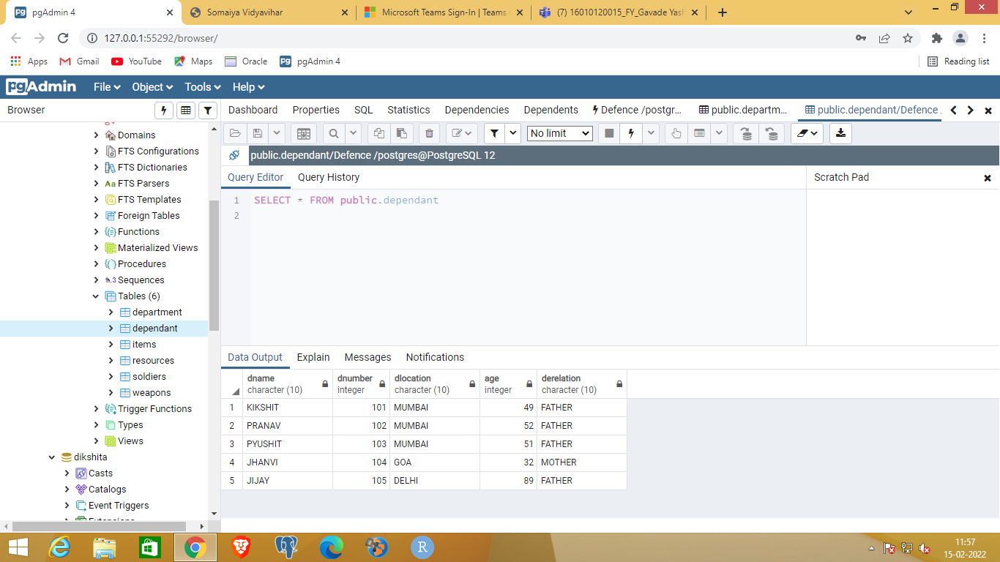 pgAdmin 4
Somaiya Vidyavihar
Microsoft Teams Sign-In | Teams
(7) 16010120015_FY_Gavade Yash
127.0.0.1:55292/browser/
Apps Gmail YouTube Maps Oracle pgAdmin 4 Reading list
pgAdmin File Object Tools Help
Browser
Dashboard Properties SQL Statistics Dependencies Dependents Defence /postgr... public.departm... public.dependant/Defence
No limit
public.dependant/Defence /postgres@PostgreSQL 12
Query Editor Query History Scratch Pad
1 SELECT * FROM public.dependant
2
Domains
FTS Configurations
FTS Dictionaries
FTS Parsers
FTS Templates
Foreign Tables
Functions
Materialized Views
Procedures
Sequences
Tables (6)
department
dependant
items
resources
soldiers
weapons
Trigger Functions
Types
Views
dikshita
Casts
Catalogs
Event Triggers
Extensions
Data Output Explain Messages Notifications
dname dnumber dlocation age derelation
character (10) integer character (10) integer character (10)
1 KIKSHIT 101 MUMBAI 49 FATHER
2 PRANAV 102 MUMBAI 52 FATHER
3 PYUSHIT 103 MUMBAI 51 FATHER
4 JHANVI 104 GOA 32 MOTHER
5 JIJAY 105 DELHI 89 FATHER
11:57
15-02-2022